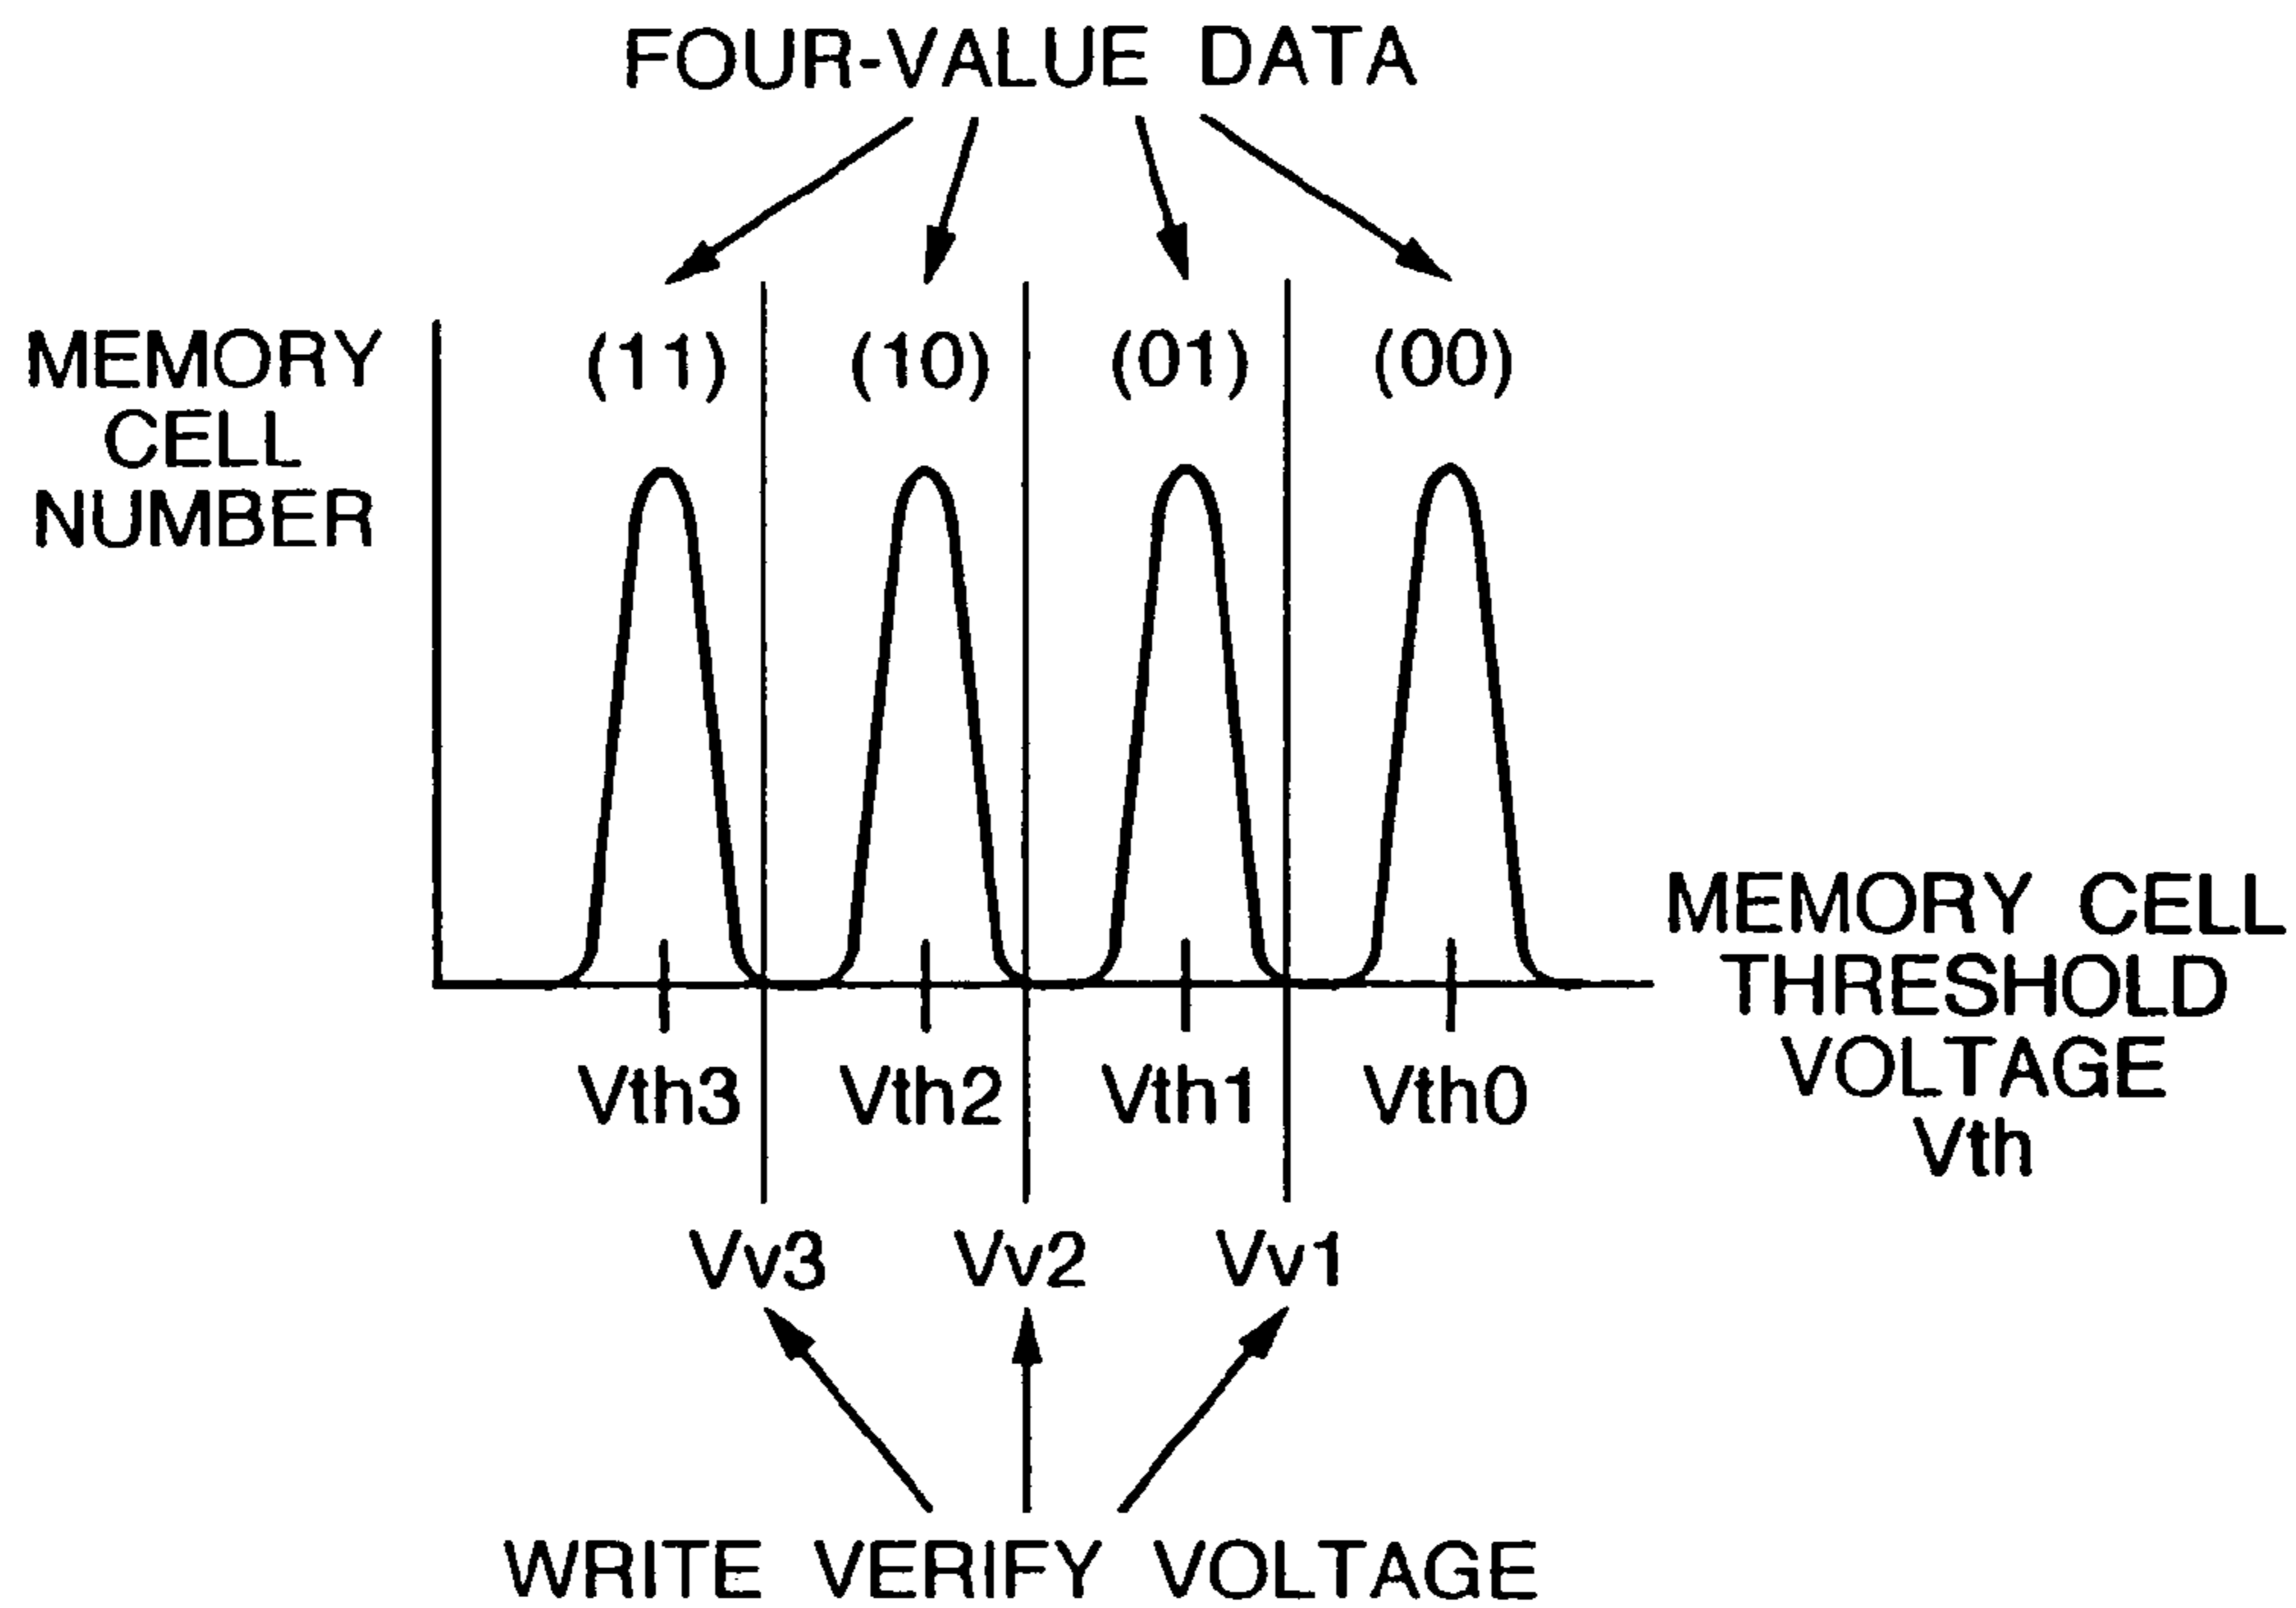 FOUR-VALUE DATA
MEMORY
CELL
NUMBER
(11) (10) (01) (00)
MEMORY CELL
THRESHOLD
VOLTAGE
Vth
Vth3 Vth2 Vth1 Vth0
Vv3 Vv2 Vv1
WRITE VERIFY VOLTAGE